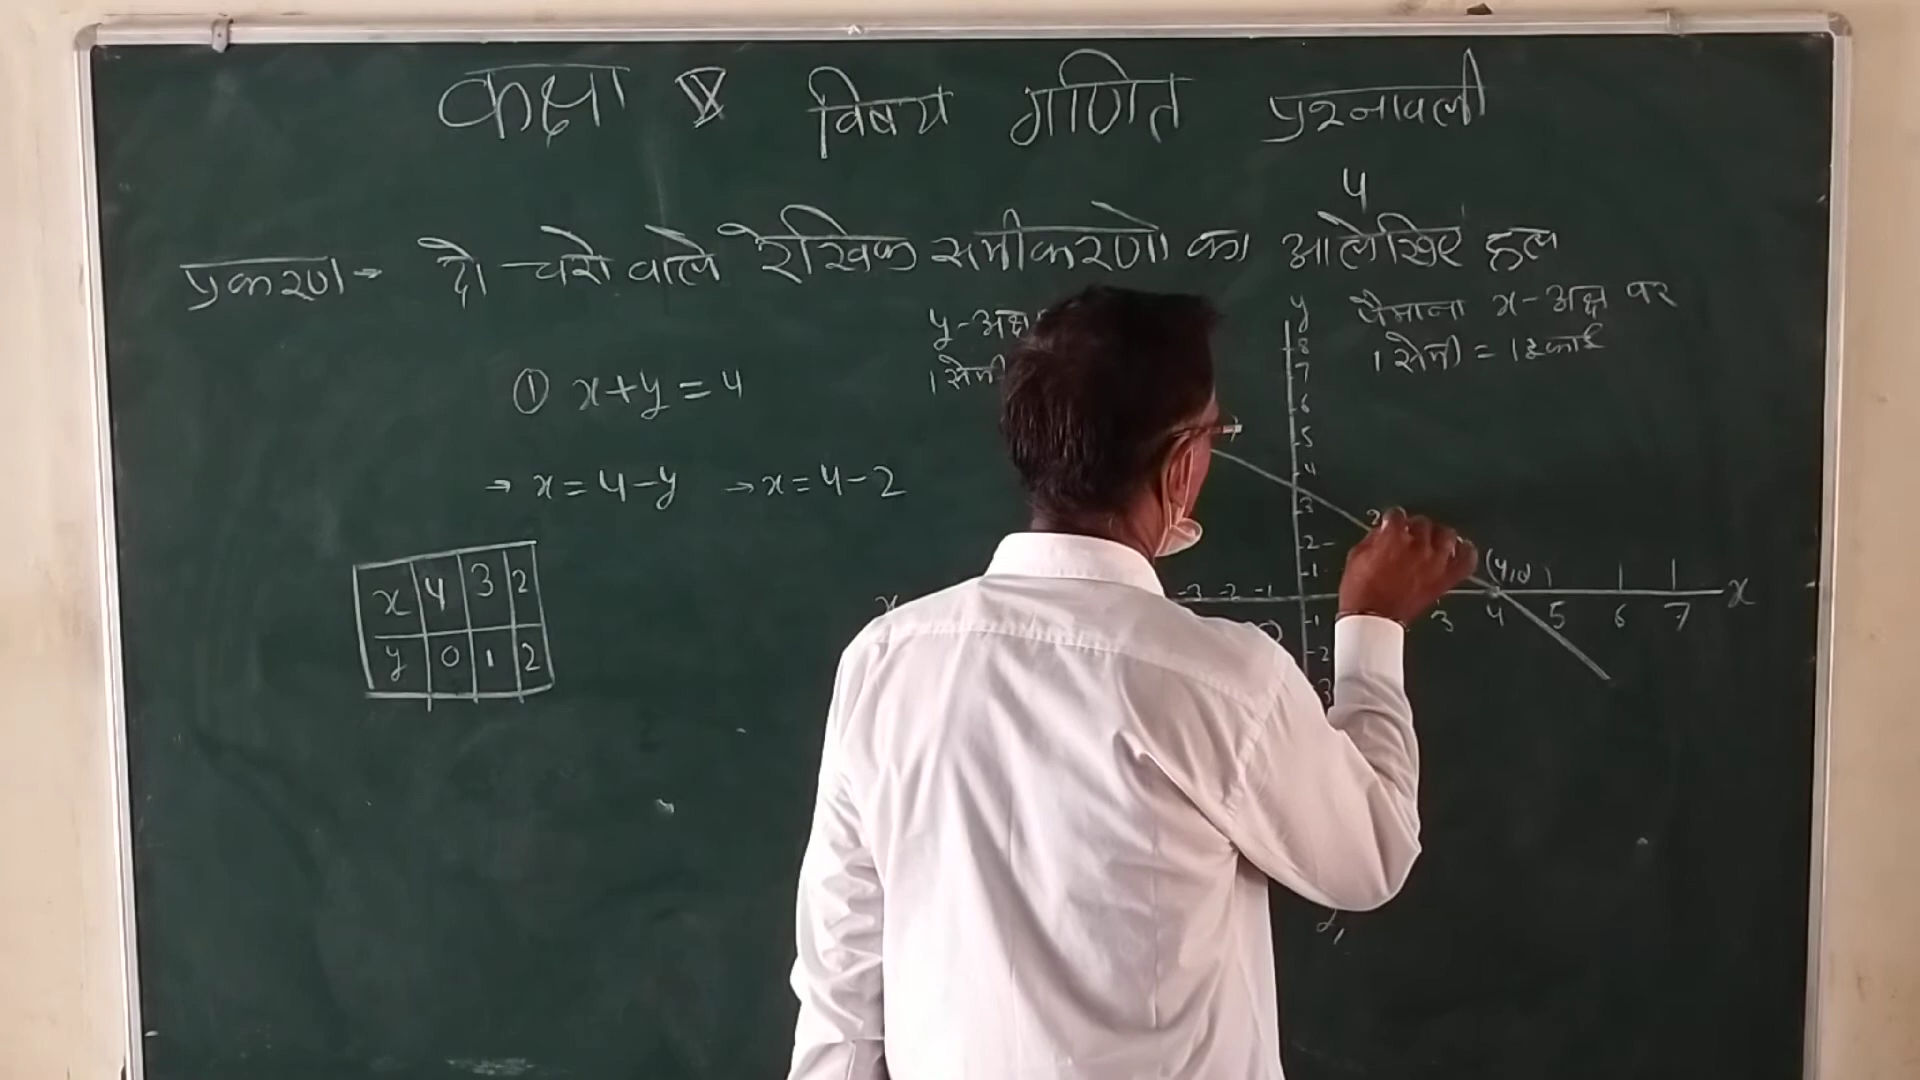 कक्षा V विषय गणित प्रश्नावली
4
प्रकरण → दो चरो वाले रेखिक समीकरणो का आलेखिए हल
y-अक्ष
1 सेमी
y पैमाना x-अक्ष पर
1 सेमी = 1 इकाई
① x+y=4
→ x=4-y → x=4-2
x 4 3 2
y 0 1 2
8
7
6
5
4
3
2
1
-3 -2 -1
(4,0)
3 4 5 6 7 x
-1
-2
3